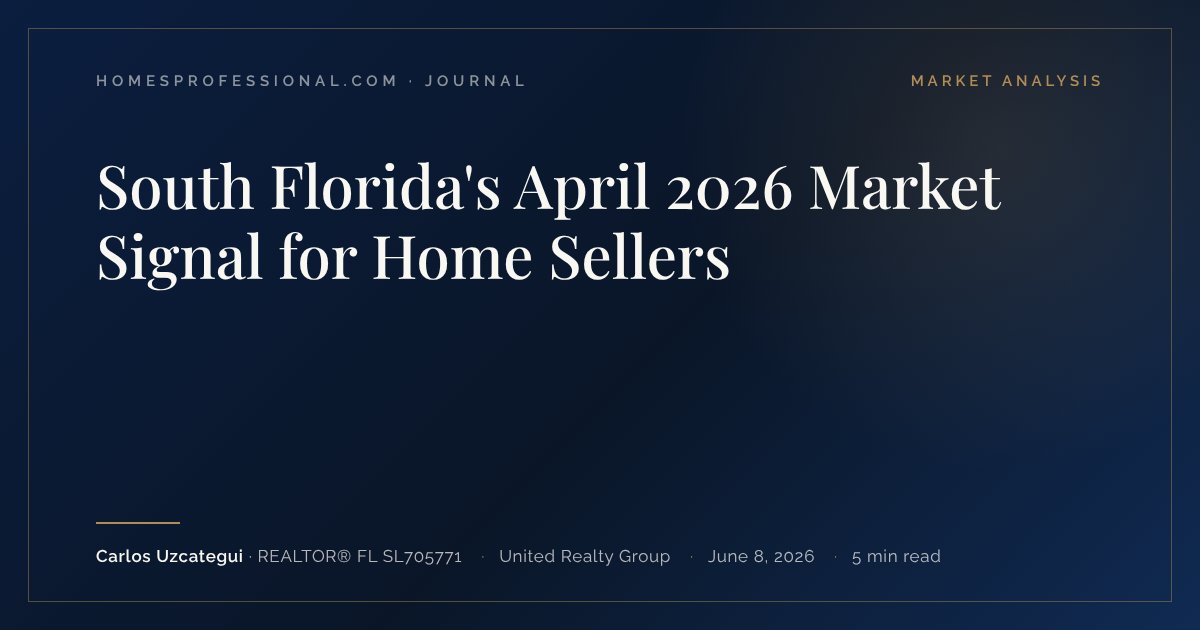 HOMESPROFESSIONAL.COM · JOURNAL
MARKET ANALYSIS
South Florida's April 2026 Market
Signal for Home Sellers
Carlos Uzcategui · REALTOR® FL SL705771 · United Realty Group · June 8, 2026 · 5 min read